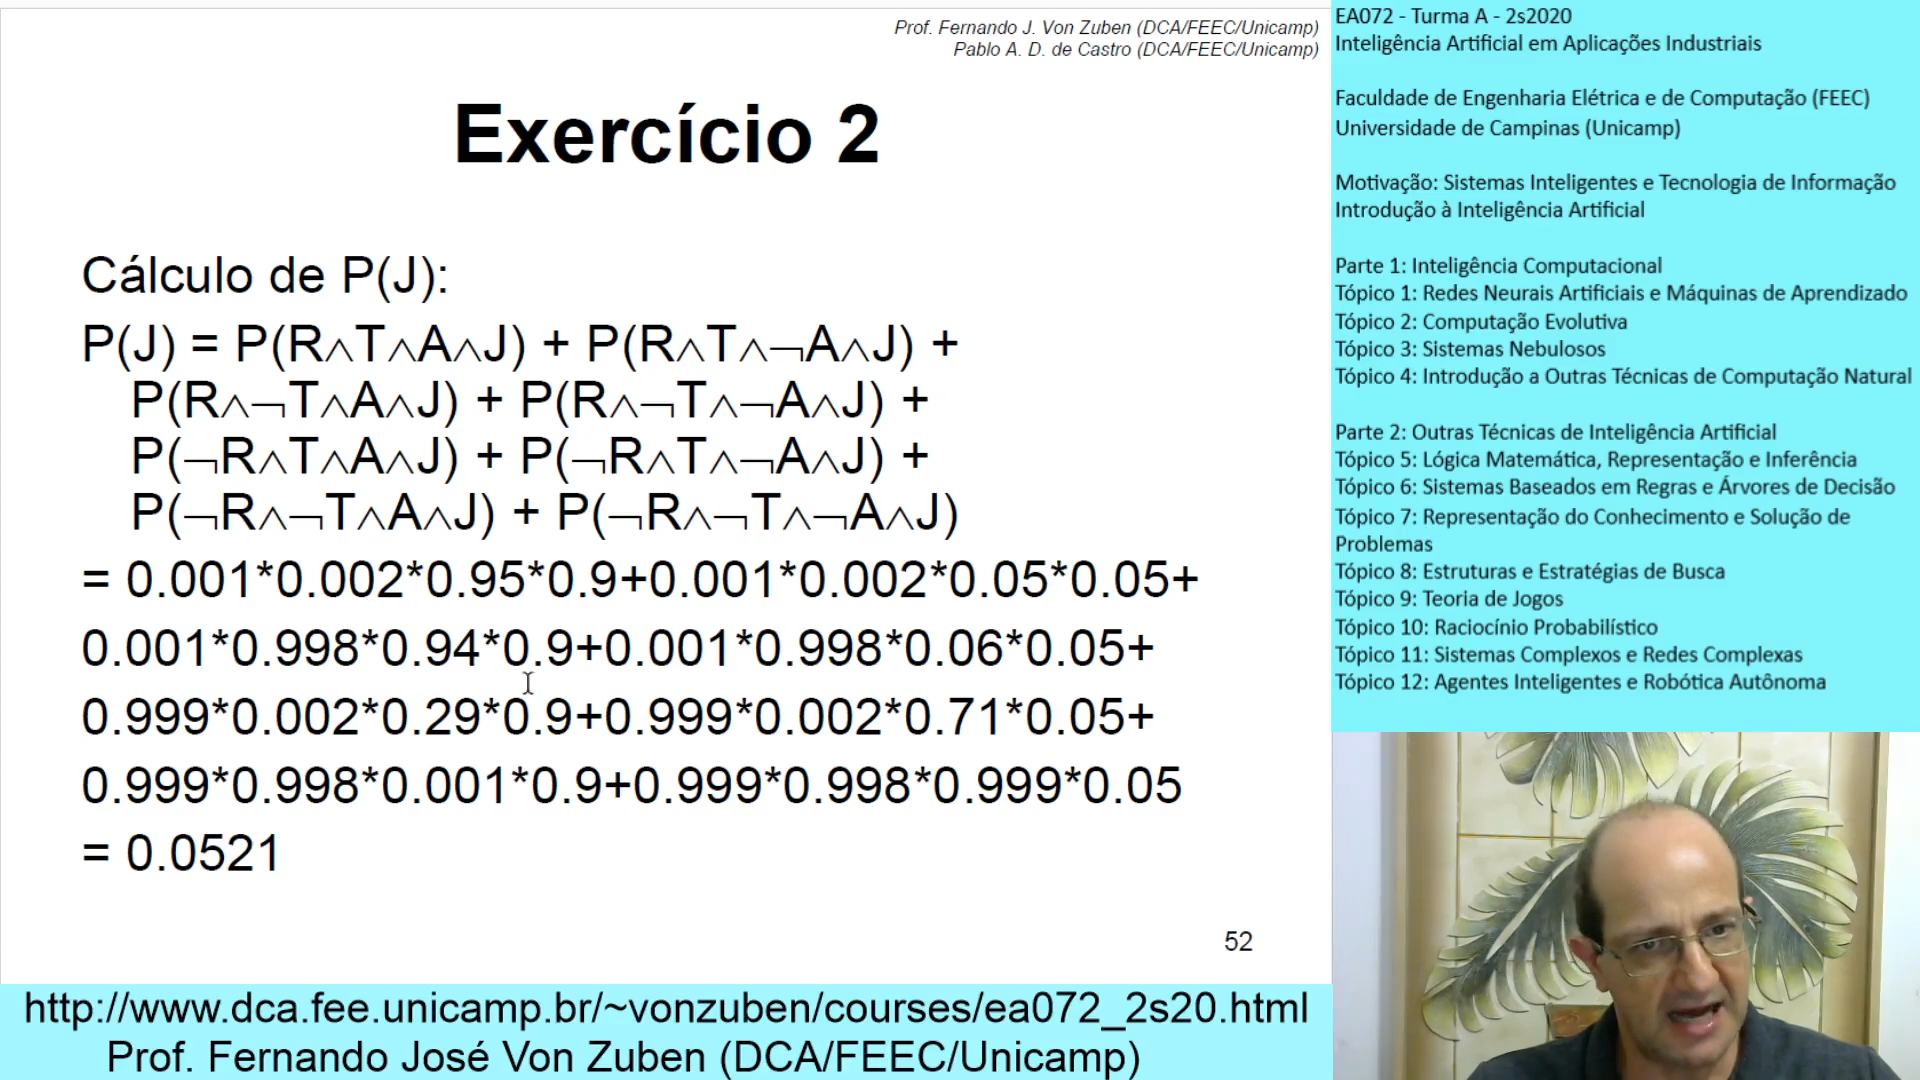 Prof. Fernando J. Von Zuben (DCA/FEEC/Unicamp)
Pablo A. D. de Castro (DCA/FEEC/Unicamp)
Exercício 2
Cálculo de P(J):
P(J) = P(R∧T∧A∧J) + P(R∧T∧¬A∧J) +
P(R∧¬T∧A∧J) + P(R∧¬T∧¬A∧J) +
P(¬R∧T∧A∧J) + P(¬R∧T∧¬A∧J) +
P(¬R∧¬T∧A∧J) + P(¬R∧¬T∧¬A∧J)
= 0.001*0.002*0.95*0.9+0.001*0.002*0.05*0.05+
0.001*0.998*0.94*0.9+0.001*0.998*0.06*0.05+
0.999*0.002*0.29*0.9+0.999*0.002*0.71*0.05+
0.999*0.998*0.001*0.9+0.999*0.998*0.999*0.05
= 0.0521
52
http://www.dca.fee.unicamp.br/~vonzuben/courses/ea072_2s20.html
Prof. Fernando José Von Zuben (DCA/FEEC/Unicamp)
EA072 - Turma A - 2s2020
Inteligência Artificial em Aplicações Industriais
Faculdade de Engenharia Elétrica e de Computação (FEEC)
Universidade de Campinas (Unicamp)
Motivação: Sistemas Inteligentes e Tecnologia de Informação
Introdução à Inteligência Artificial
Parte 1: Inteligência Computacional
Tópico 1: Redes Neurais Artificiais e Máquinas de Aprendizado
Tópico 2: Computação Evolutiva
Tópico 3: Sistemas Nebulosos
Tópico 4: Introdução a Outras Técnicas de Computação Natural
Parte 2: Outras Técnicas de Inteligência Artificial
Tópico 5: Lógica Matemática, Representação e Inferência
Tópico 6: Sistemas Baseados em Regras e Árvores de Decisão
Tópico 7: Representação do Conhecimento e Solução de
Problemas
Tópico 8: Estruturas e Estratégias de Busca
Tópico 9: Teoria de Jogos
Tópico 10: Raciocínio Probabilístico
Tópico 11: Sistemas Complexos e Redes Complexas
Tópico 12: Agentes Inteligentes e Robótica Autônoma